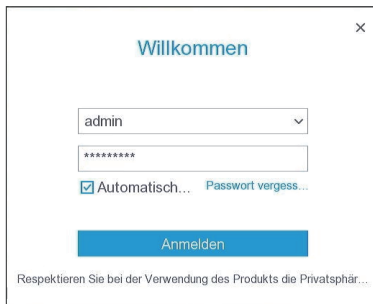 Willkommen
admin
*********
Automatisch... Passwort vergess...
Anmelden
Respektieren Sie bei der Verwendung des Produkts die Privatsphär...